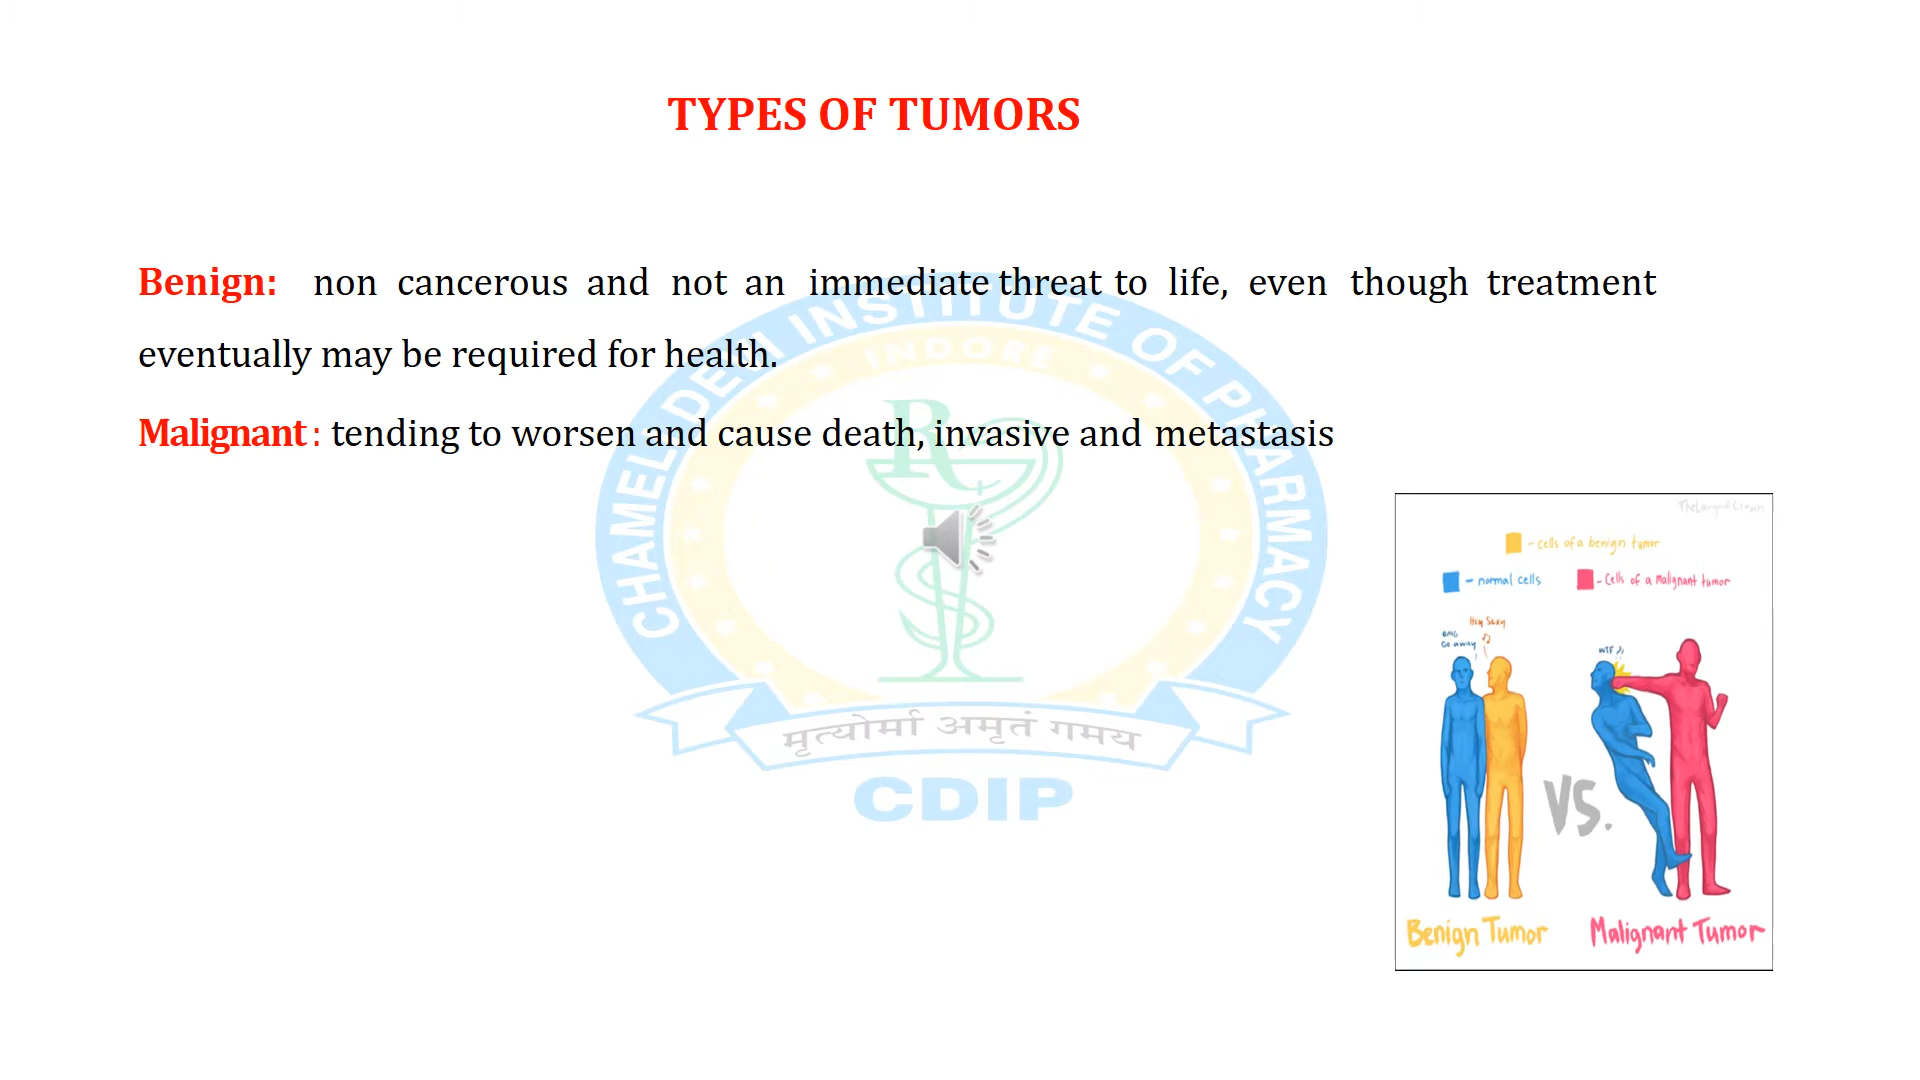 TYPES OF TUMORS
Benign: non cancerous and not an immediate threat to life, even though treatment
eventually may be required for health.
Malignant : tending to worsen and cause death, invasive and metastasis
CHAMELI DEVI INSTITUTE OF PHARMACY
INDORE
Rx
मृत्योर्मा अमृतं गमय
CDIP
- cells of a benign tumor
- normal cells
- Cells of a Malignant tumor
Hey Sexy
OMG
Go away
WTF
VS.
Benign Tumor
Malignant Tumor